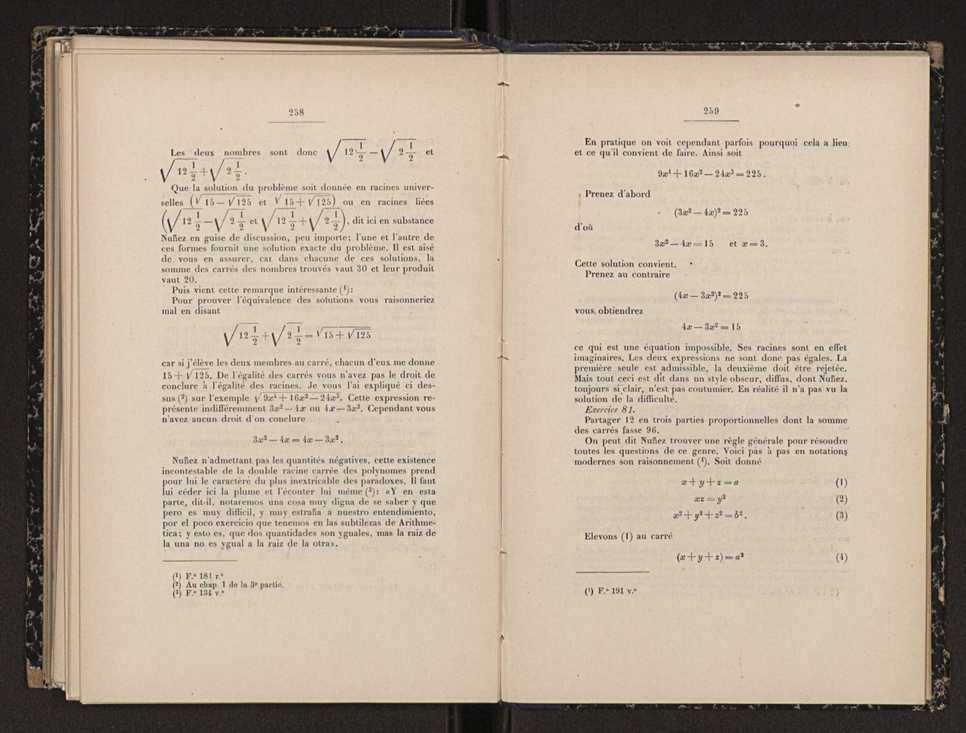 258
Les deux nombres sont donc √12 1/2 − √2 1/2 et
√12 1/2 + √2 1/2.
Que la solution du problème soit donnée en racines univer-
selles (√15 − √125 et √15 + √125) ou en racines liées
(√12 1/2 − √2 1/2 et √12 1/2 + √2 1/2), dit ici en substance
Nuñez en guise de discussion, peu importe; l'une et l'autre de
ces formes fournit une solution exacte du problème. Il est aisé
de vous en assurer, car dans chacune de ces solutions, la
somme des carrés des nombres trouvés vaut 30 et leur produit
vaut 20.
Puis vient cette remarque intéressante (¹):
Pour prouver l'équivalence des solutions vous raisonneriez
mal en disant
√12 1/2 + √2 1/2 = √15 + √125
car si j'élève les deux membres au carré, chacun d'eux me donne
15 + √125. De l'égalité des carrés vous n'avez pas le droit de
conclure à l'égalité des racines. Je vous l'ai expliqué ci des-
sus (²) sur l'exemple √9x⁴ + 16x² − 24x³. Cette expression re-
présente indifféremment 3x² − 4x ou 4x − 3x². Cependant vous
n'avez aucun droit d'en conclure
3x² − 4x = 4x − 3x².
Nuñez n'admettant pas les quantités négatives, cette existence
incontestable de la double racine carrée des polynomes prend
pour lui le caractère du plus inextricable des paradoxes. Il faut
lui céder ici la plume et l'écouter lui même (³): «Y en esta
parte, dit-il, notaremos una cosa muy digna de se saber y que
pero es muy difficil, y muy estraña a nuestro entendimiento,
por el poco exercicio que tenemos en las subtilezas de Arithme-
tica; y esto es, que dos quantidades son yguales, mas la raiz de
la una no es ygual a la raiz de la otra».
(¹) F.º 181 r.º
(²) Au chap. 1 de la 3ᵉ partie.
(³) F.º 134 v.º
259
En pratique on voit cependant parfois pourquoi cela a lieu
et ce qu'il convient de faire. Ainsi soit
9x⁴ + 16x² − 24x³ = 225.
Prenez d'abord
(3x² − 4x)² = 225
d'où
3x² − 4x = 15 et x = 3.
Cette solution convient.
Prenez au contraire
(4x − 3x²)² = 225
vous obtiendrez
4x − 3x² = 15
ce qui est une équation impossible. Ses racines sont en effet
imaginaires. Les deux expressions ne sont donc pas égales. La
première seule est admissible, la deuxième doit être rejetée.
Mais tout ceci est dit dans un style obscur, diffus, dont Nuñez,
toujours si clair, n'est pas coutumier. En réalité il n'a pas vu la
solution de la difficulté.
Exercice 81.
Partager 12 en trois parties proportionnelles dont la somme
des carrés fasse 96.
On peut dit Nuñez trouver une règle générale pour résoudre
toutes les questions de ce genre. Voici à pas en notations
modernes son raisonnement (¹). Soit donné
x + y + z = a (1)
xz = y² (2)
x² + y² + z² = b². (3)
Elevons (1) au carré
(x + y + z) = a² (4)
(¹) F.º 191 v.º